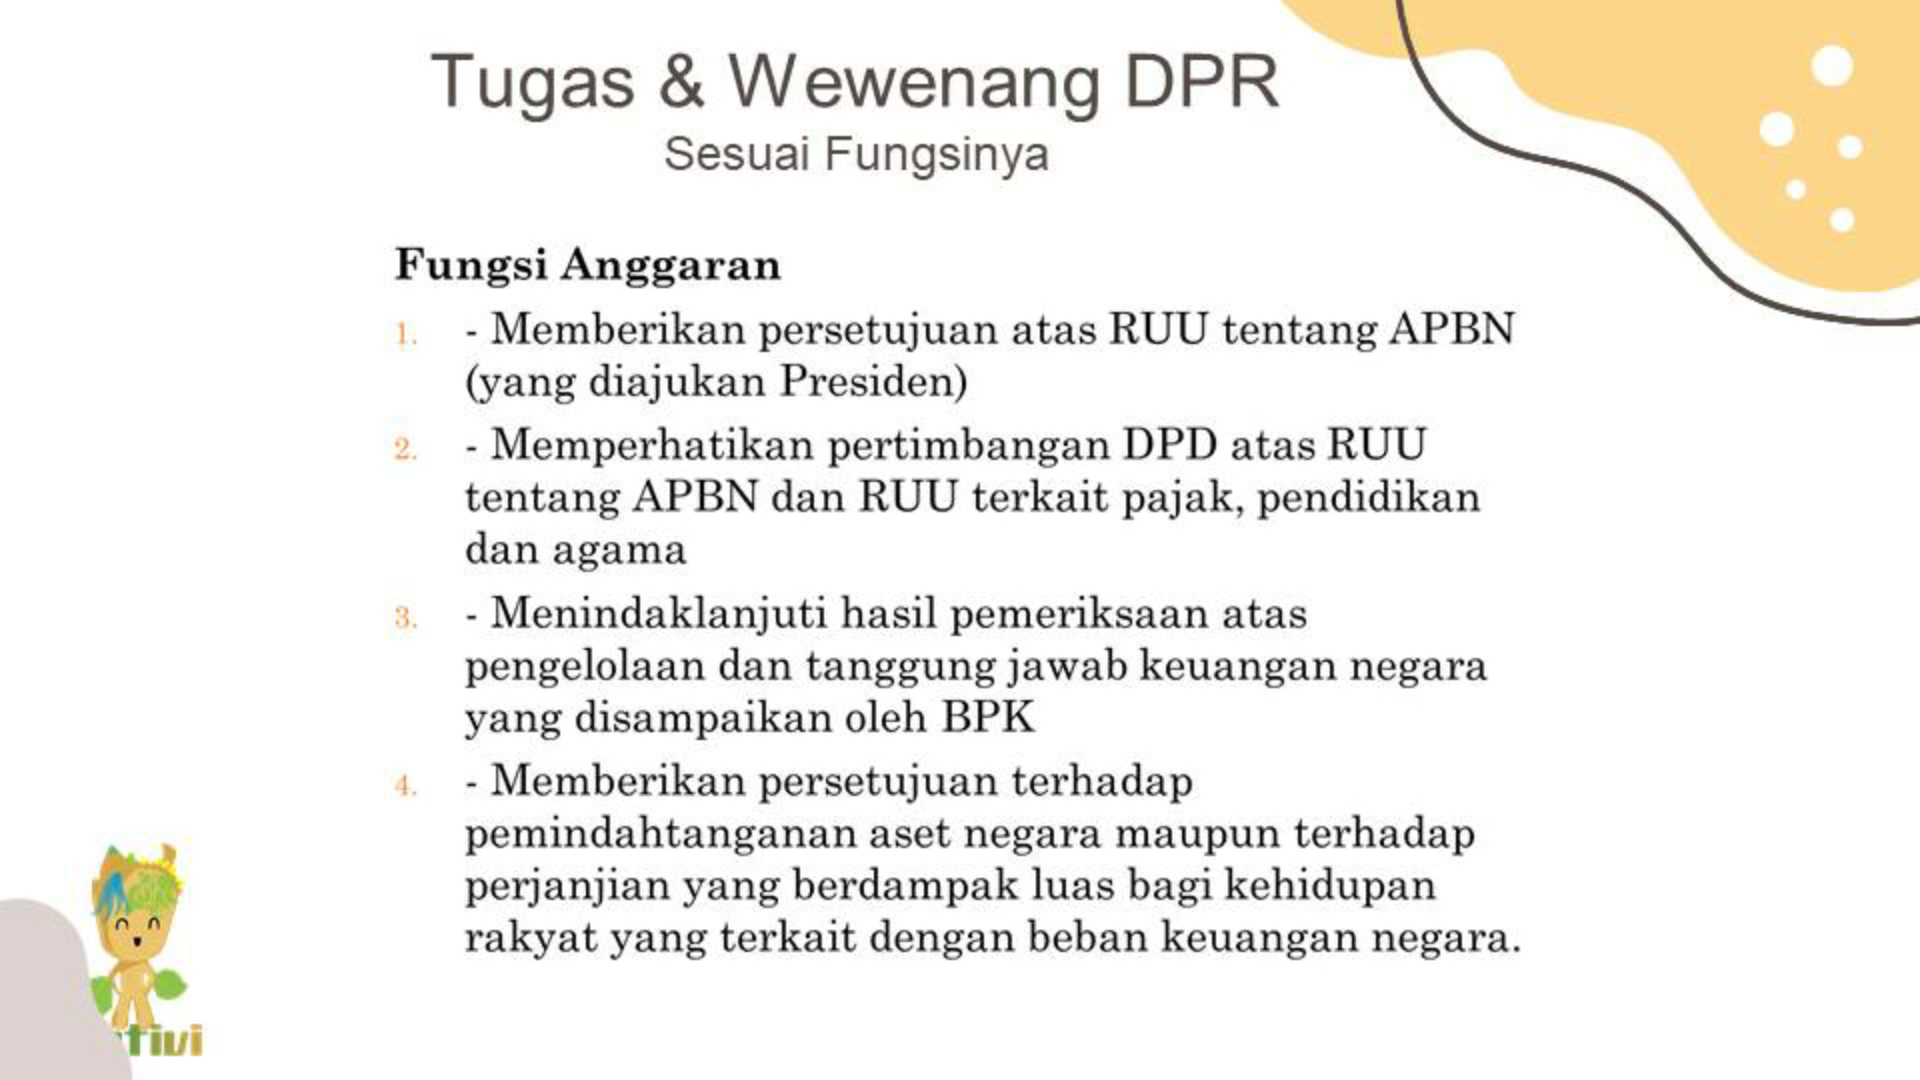 Tugas & Wewenang DPR
Sesuai Fungsinya
Fungsi Anggaran
1. - Memberikan persetujuan atas RUU tentang APBN
(yang diajukan Presiden)
2. - Memperhatikan pertimbangan DPD atas RUU
tentang APBN dan RUU terkait pajak, pendidikan
dan agama
3. - Menindaklanjuti hasil pemeriksaan atas
pengelolaan dan tanggung jawab keuangan negara
yang disampaikan oleh BPK
4. - Memberikan persetujuan terhadap
pemindahtanganan aset negara maupun terhadap
perjanjian yang berdampak luas bagi kehidupan
rakyat yang terkait dengan beban keuangan negara.